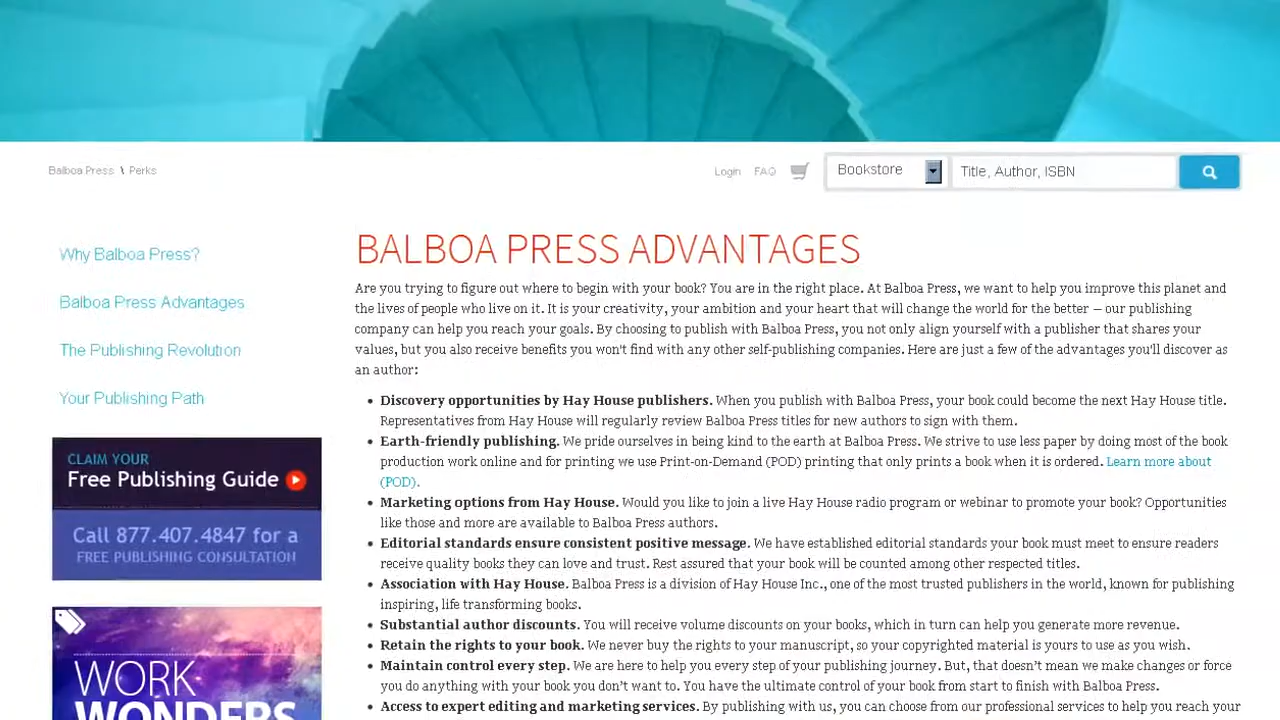 Balboa Press \ Perks
Login FAQ Bookstore Title, Author, ISBN
Why Balboa Press?
Balboa Press Advantages
The Publishing Revolution
Your Publishing Path
CLAIM YOUR
Free Publishing Guide
Call 877.407.4847 for a
FREE PUBLISHING CONSULTATION
WORK
WONDERS
BALBOA PRESS ADVANTAGES
Are you trying to figure out where to begin with your book? You are in the right place. At Balboa Press, we want to help you improve this planet and
the lives of people who live on it. It is your creativity, your ambition and your heart that will change the world for the better – our publishing
company can help you reach your goals. By choosing to publish with Balboa Press, you not only align yourself with a publisher that shares your
values, but you also receive benefits you won't find with any other self-publishing companies. Here are just a few of the advantages you'll discover as
an author:
• Discovery opportunities by Hay House publishers. When you publish with Balboa Press, your book could become the next Hay House title.
Representatives from Hay House will regularly review Balboa Press titles for new authors to sign with them.
• Earth-friendly publishing. We pride ourselves in being kind to the earth at Balboa Press. We strive to use less paper by doing most of the book
production work online and for printing we use Print-on-Demand (POD) printing that only prints a book when it is ordered. Learn more about
(POD).
• Marketing options from Hay House. Would you like to join a live Hay House radio program or webinar to promote your book? Opportunities
like those and more are available to Balboa Press authors.
• Editorial standards ensure consistent positive message. We have established editorial standards your book must meet to ensure readers
receive quality books they can love and trust. Rest assured that your book will be counted among other respected titles.
• Association with Hay House. Balboa Press is a division of Hay House Inc., one of the most trusted publishers in the world, known for publishing
inspiring, life transforming books.
• Substantial author discounts. You will receive volume discounts on your books, which in turn can help you generate more revenue.
• Retain the rights to your book. We never buy the rights to your manuscript, so your copyrighted material is yours to use as you wish.
• Maintain control every step. We are here to help you every step of your publishing journey. But, that doesn't mean we make changes or force
you do anything with your book you don't want to. You have the ultimate control of your book from start to finish with Balboa Press.
• Access to expert editing and marketing services. By publishing with us, you can choose from our professional services to help you reach your